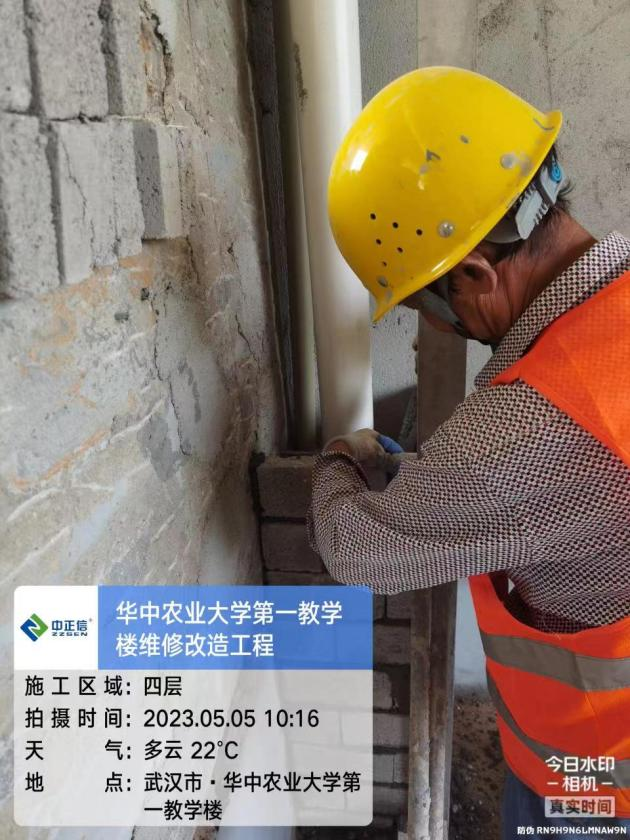 中正信®
ZZSEN
华中农业大学第一教学
楼维修改造工程
施工区域：四层
拍摄时间：2023.05.05 10:16
天气：多云 22°C
地点：武汉市·华中农业大学第
一教学楼
今日水印
相机
真实时间
防伪 RN9H9N6LMNAW9N